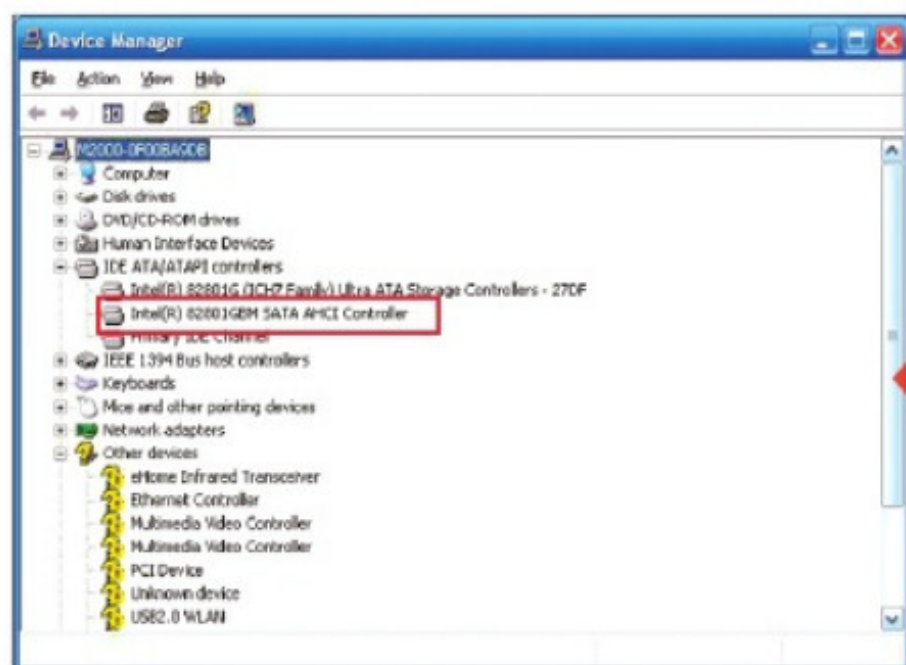 Device Manager
File Action View Help
M2000-0F00BA9DB
Computer
Disk drives
DVD/CD-ROM drives
Human Interface Devices
IDE ATA/ATAPI controllers
Intel(R) 82801G (ICH7 Family) Ultra ATA Storage Controllers - 27DF
Intel(R) 82801GBM SATA AHCI Controller
Primary IDE Channel
IEEE 1394 Bus host controllers
Keyboards
Mice and other pointing devices
Network adapters
Other devices
eHome Infrared Transceiver
Ethernet Controller
Multimedia Video Controller
Multimedia Video Controller
PCI Device
Unknown device
USB2.0 WLAN